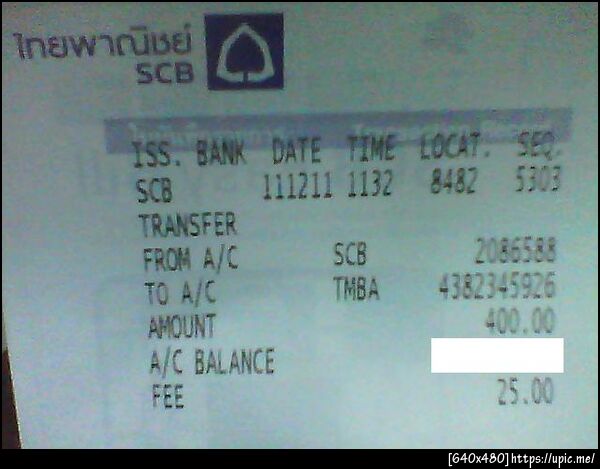 ไทยพาณิชย์
SCB
ISS. BANK DATE TIME LOCAT. SEQ.
SCB 111211 1132 8482 5303
TRANSFER
FROM A/C SCB 2086588
TO A/C TMBA 4382345926
AMOUNT 400.00
A/C BALANCE
FEE 25.00
[640x480]https://upic.me/